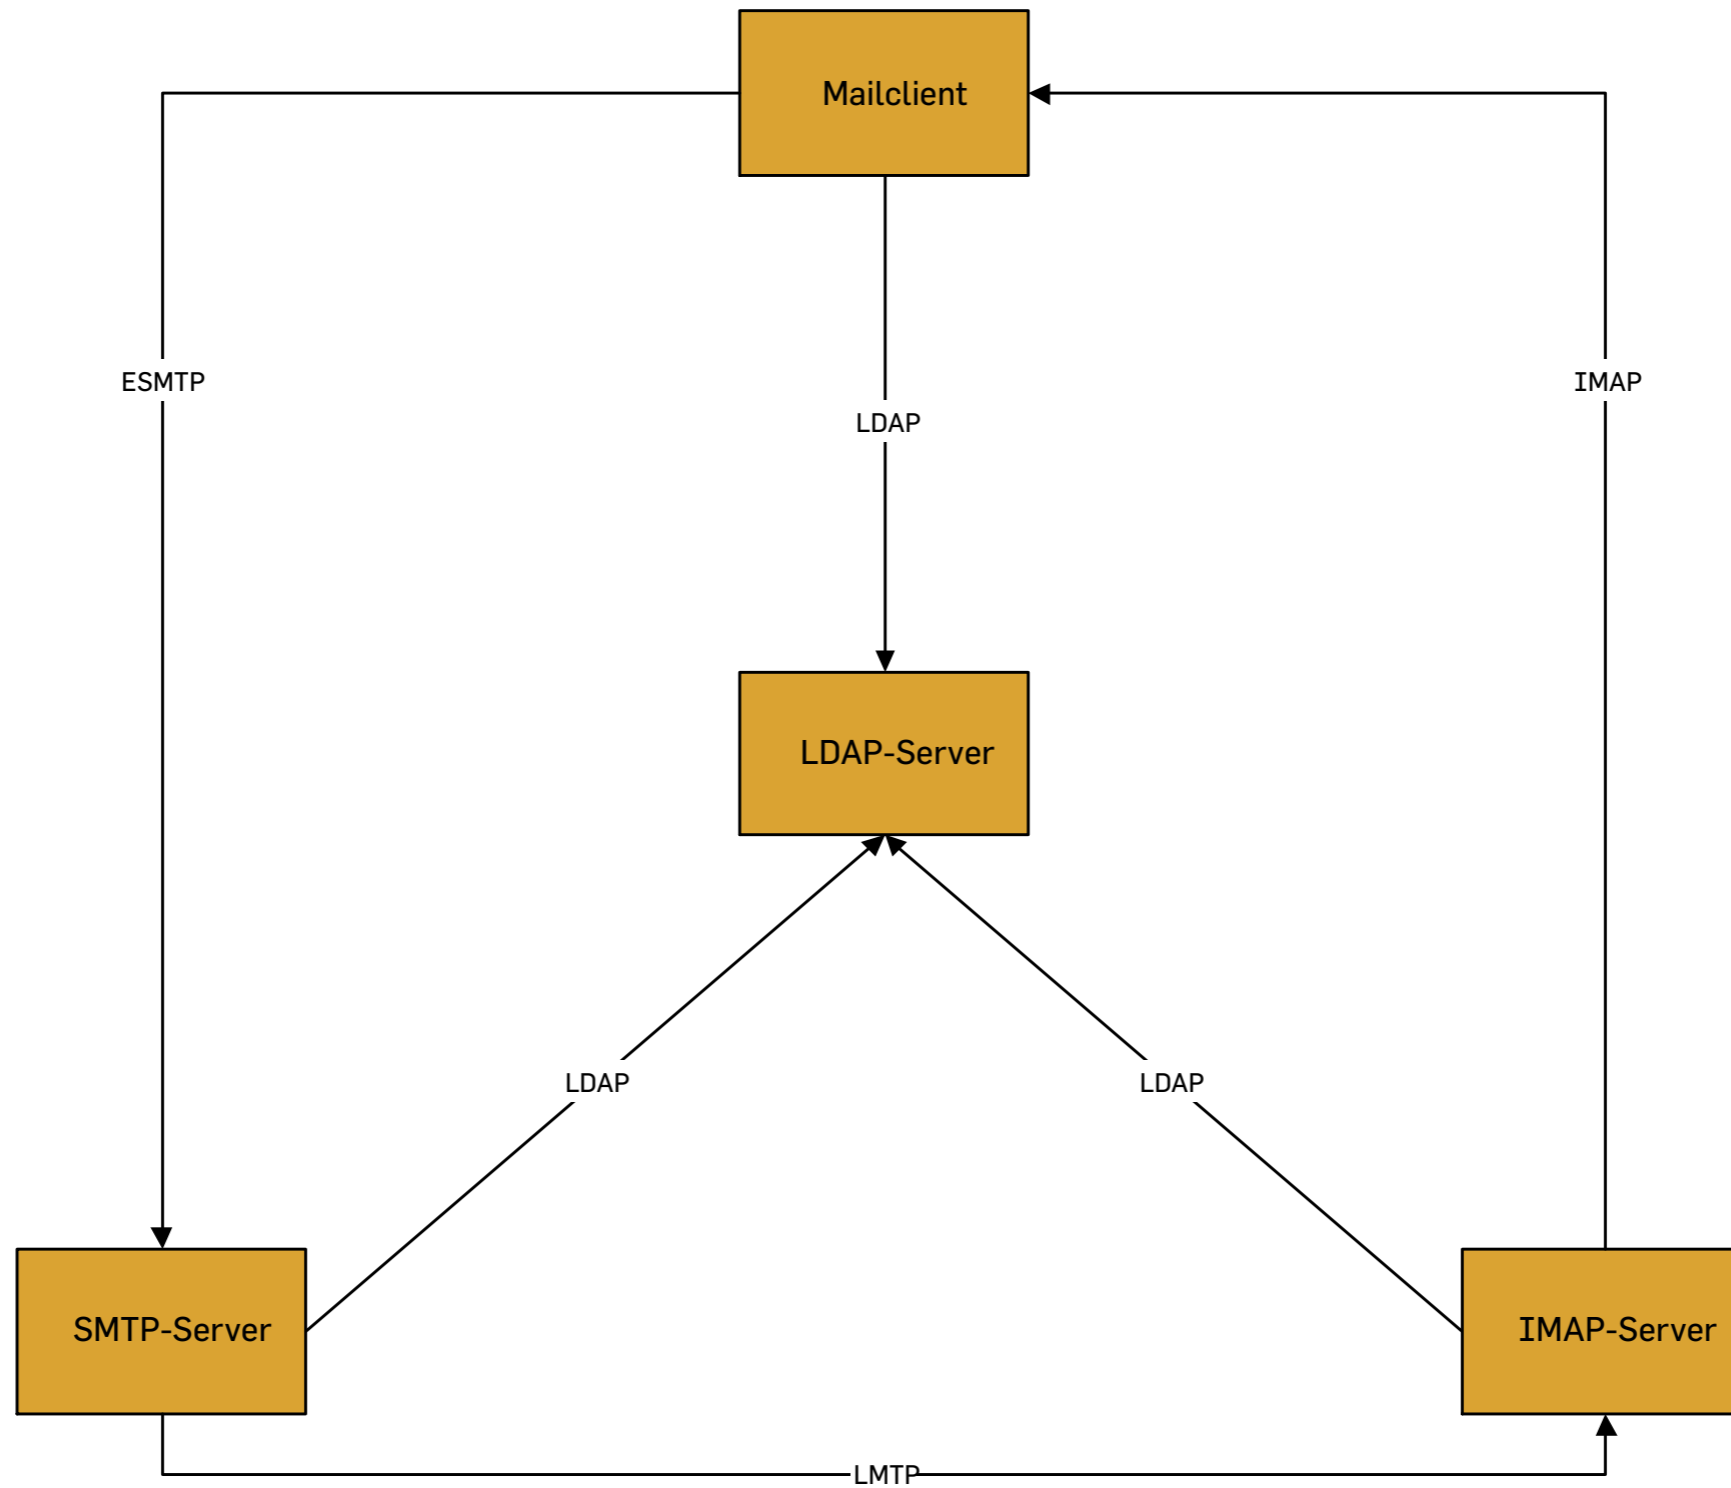 Mailclient
ESMTP
IMAP
LDAP
LDAP-Server
LDAP
LDAP
SMTP-Server
IMAP-Server
LMTP